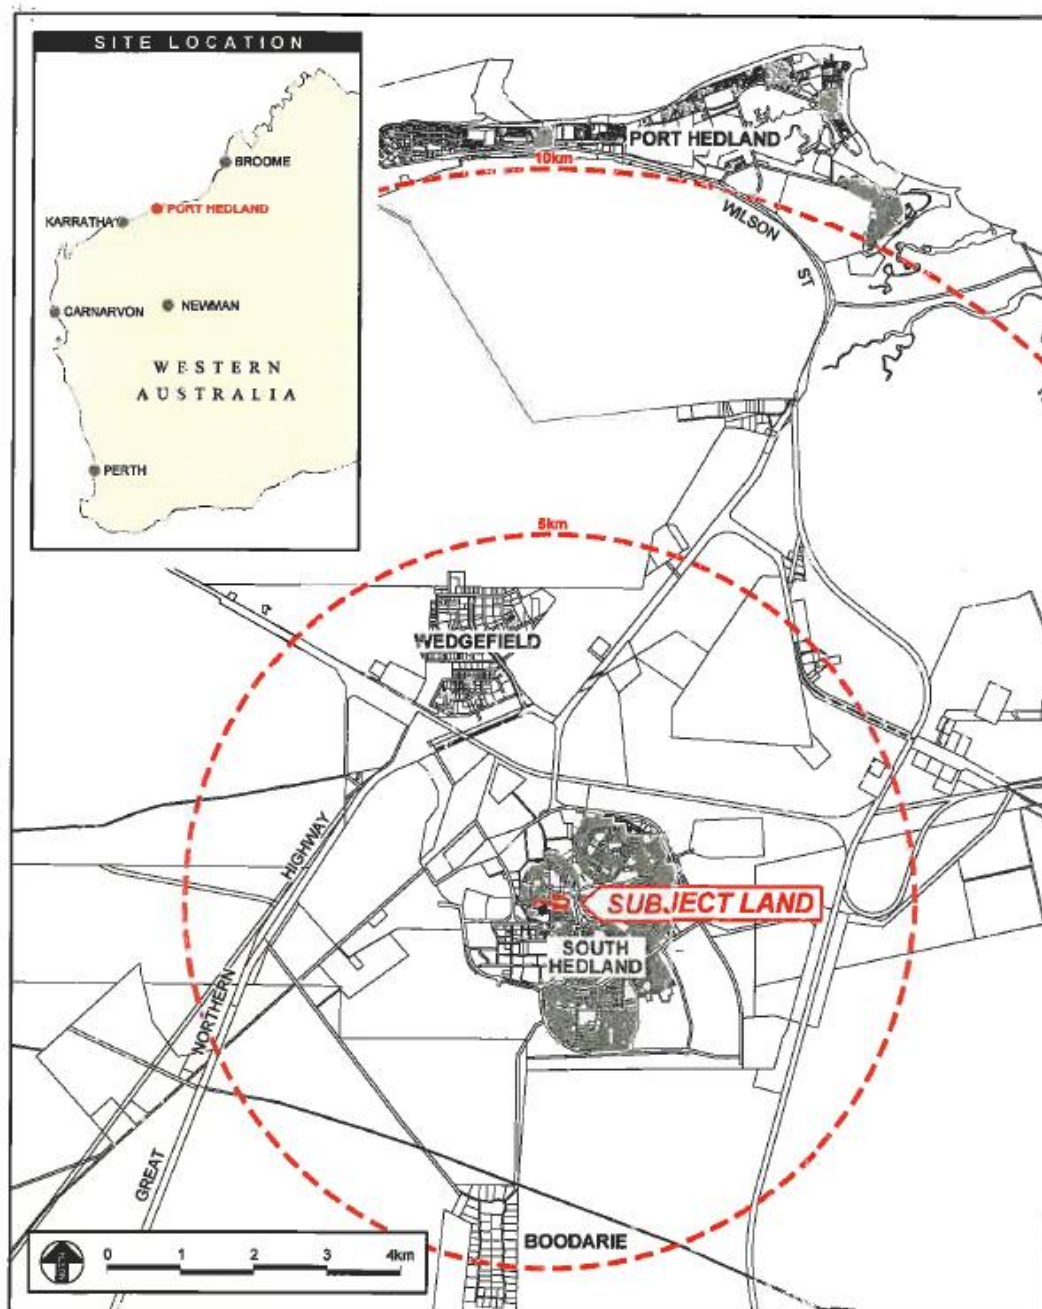 SITE LOCATION
BROOME
PORT HEDLAND
KARRATHA
CARNARVON
NEWMAN
WESTERN
AUSTRALIA
PERTH
PORT HEDLAND
10km
WILSON
ST
5km
WEDGEFIELD
HIGHWAY
SUBJECT LAND
SOUTH
HEDLAND
NORTHERN
GREAT
BOODARIE
NORTH
0 1 2 3 4km